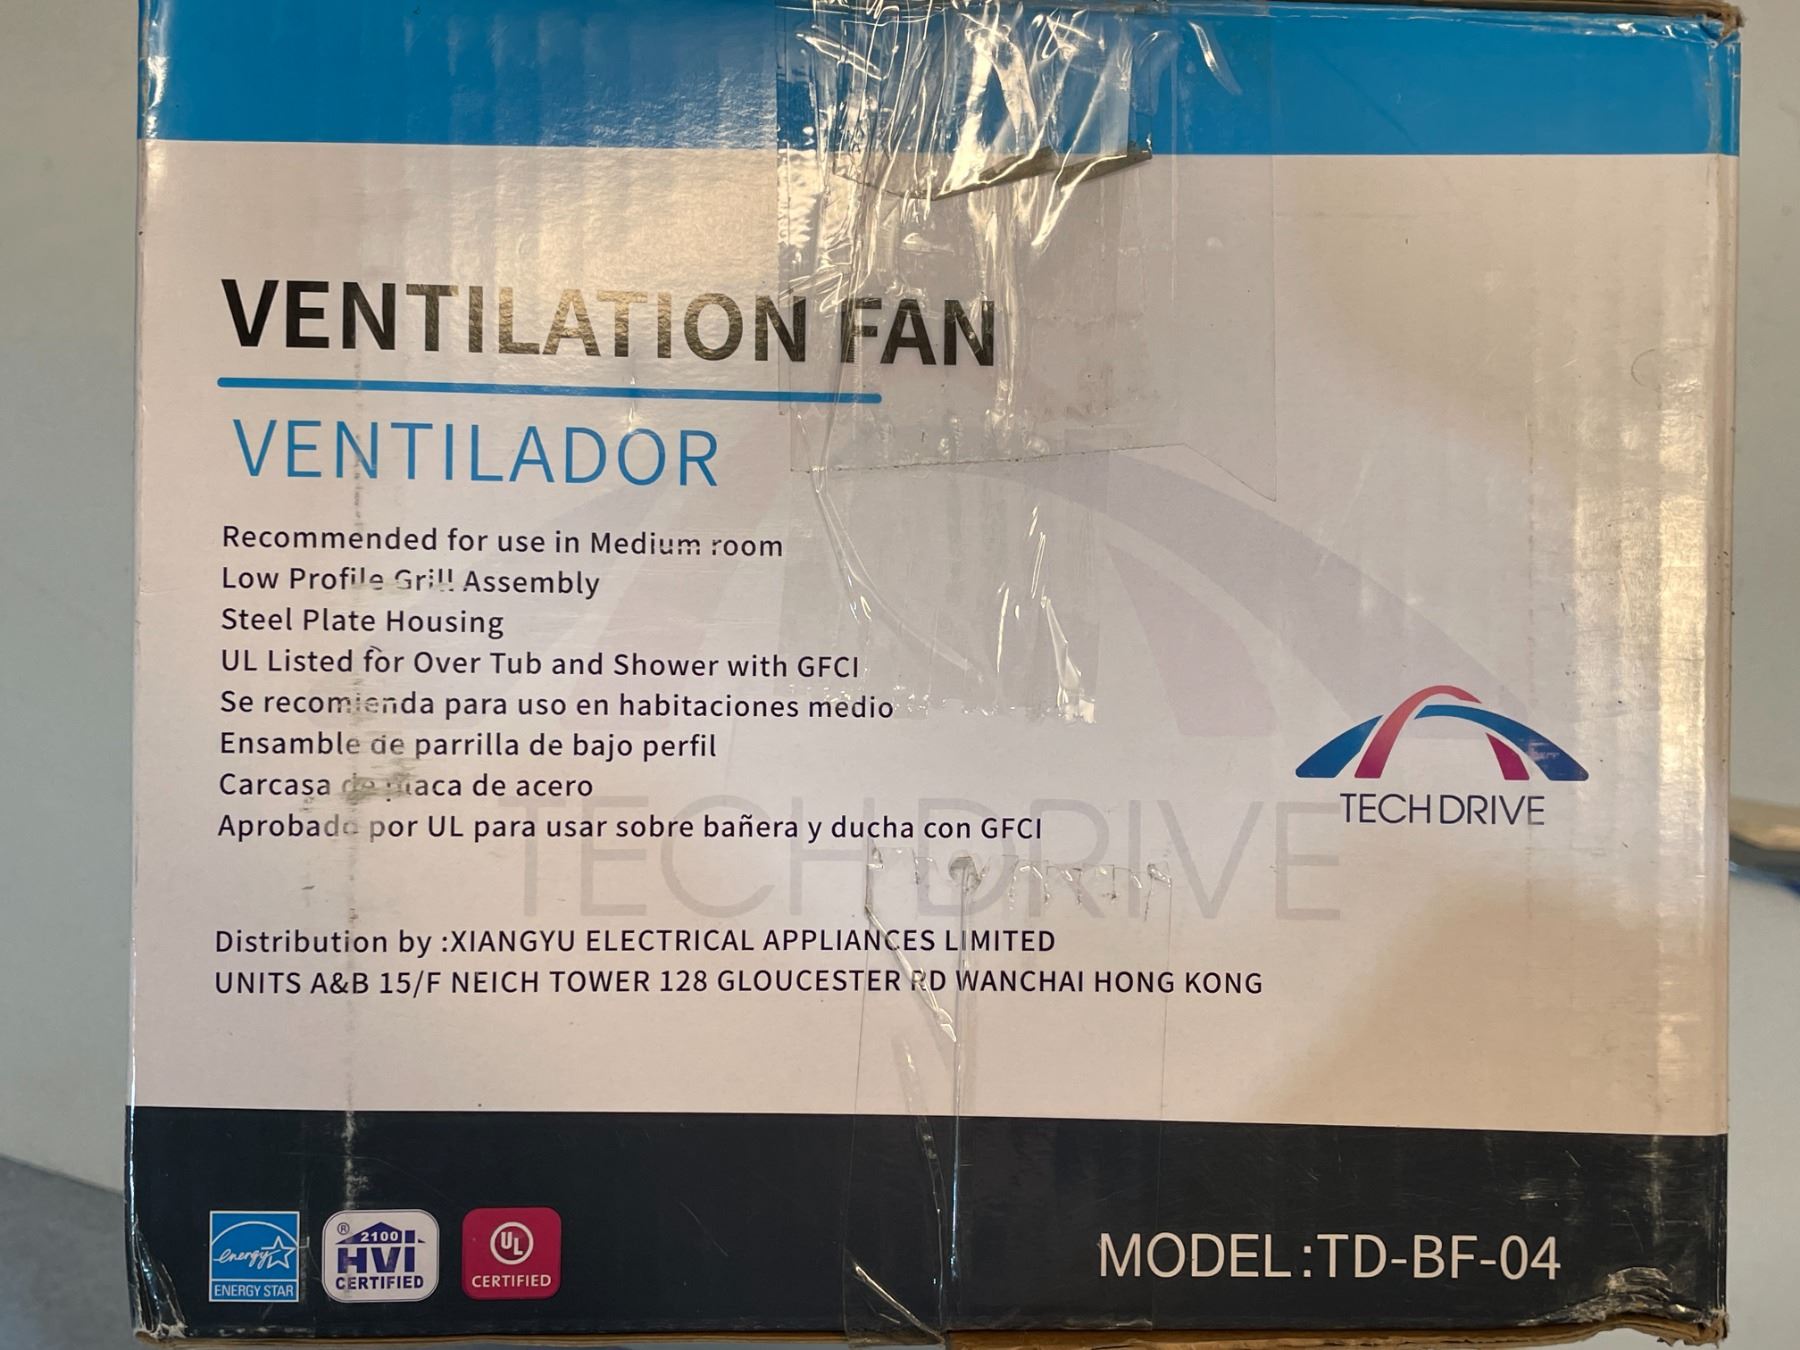 VENTILATION FAN
VENTILADOR
Recommended for use in Medium room
Low Profile Grill Assembly
Steel Plate Housing
UL Listed for Over Tub and Shower with GFCI
Se recomienda para uso en habitaciones medio
Ensamble de parrilla de bajo perfil
Carcasa de placa de acero
Aprobado por UL para usar sobre bañera y ducha con GFCI
TECH DRIVE
TECH DRIVE
Distribution by :XIANGYU ELECTRICAL APPLIANCES LIMITED
UNITS A&B 15/F NEICH TOWER 128 GLOUCESTER RD WANCHAI HONG KONG
energy
ENERGY STAR
® 2100
HVI
CERTIFIED
UL
CERTIFIED
MODEL:TD-BF-04